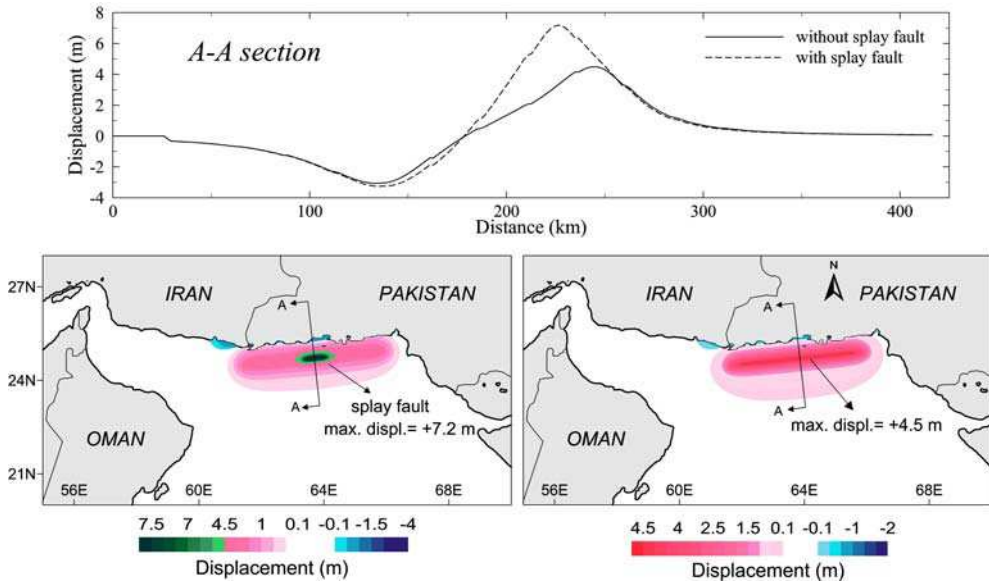 8
6
4
2
0
-2
-4
Displacement (m)
A-A section
without splay fault
with splay fault
0 100 200 300 400
Distance (km)
27N
24N
21N
IRAN
PAKISTAN
OMAN
A
A
splay fault
max. displ.= +7.2 m
56E 60E 64E 68E
7.5 7 4.5 1 0.1 -0.1 -1.5 -4
Displacement (m)
IRAN
PAKISTAN
OMAN
N
A
A
max. displ.= +4.5 m
56E 60E 64E 68E
4.5 4 2.5 1.5 0.1 -0.1 -1 -2
Displacement (m)